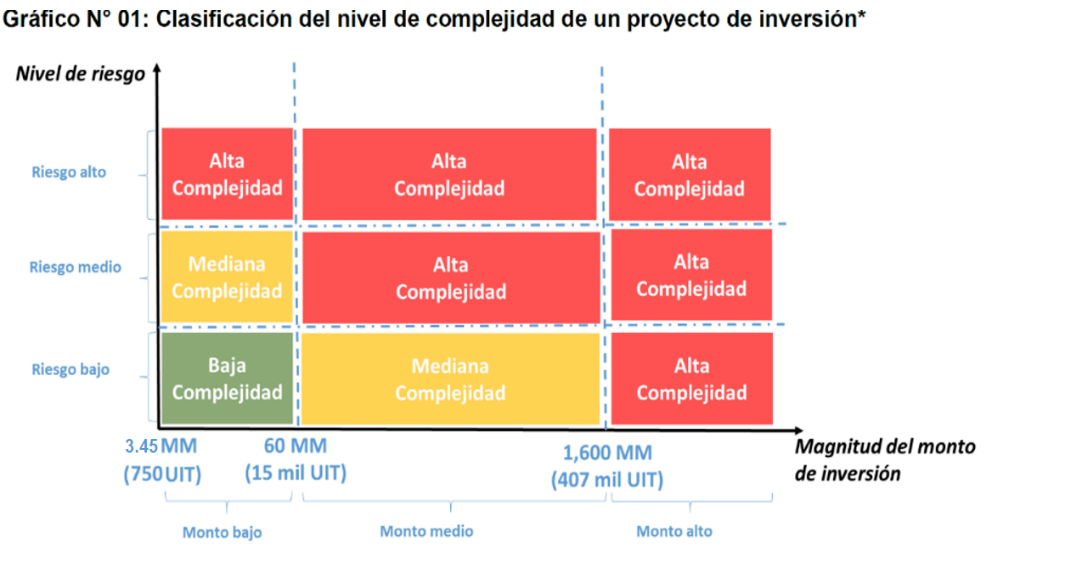 Gráfico N° 01: Clasificación del nivel de complejidad de un proyecto de inversión*
Nivel de riesgo
Riesgo alto
Alta
Complejidad
Alta
Complejidad
Alta
Complejidad
Riesgo medio
Mediana
Complejidad
Alta
Complejidad
Alta
Complejidad
Riesgo bajo
Baja
Complejidad
Mediana
Complejidad
Alta
Complejidad
3.45 MM
(750 UIT)
60 MM
(15 mil UIT)
1,600 MM
(407 mil UIT)
Magnitud del monto
de inversión
Monto bajo
Monto medio
Monto alto